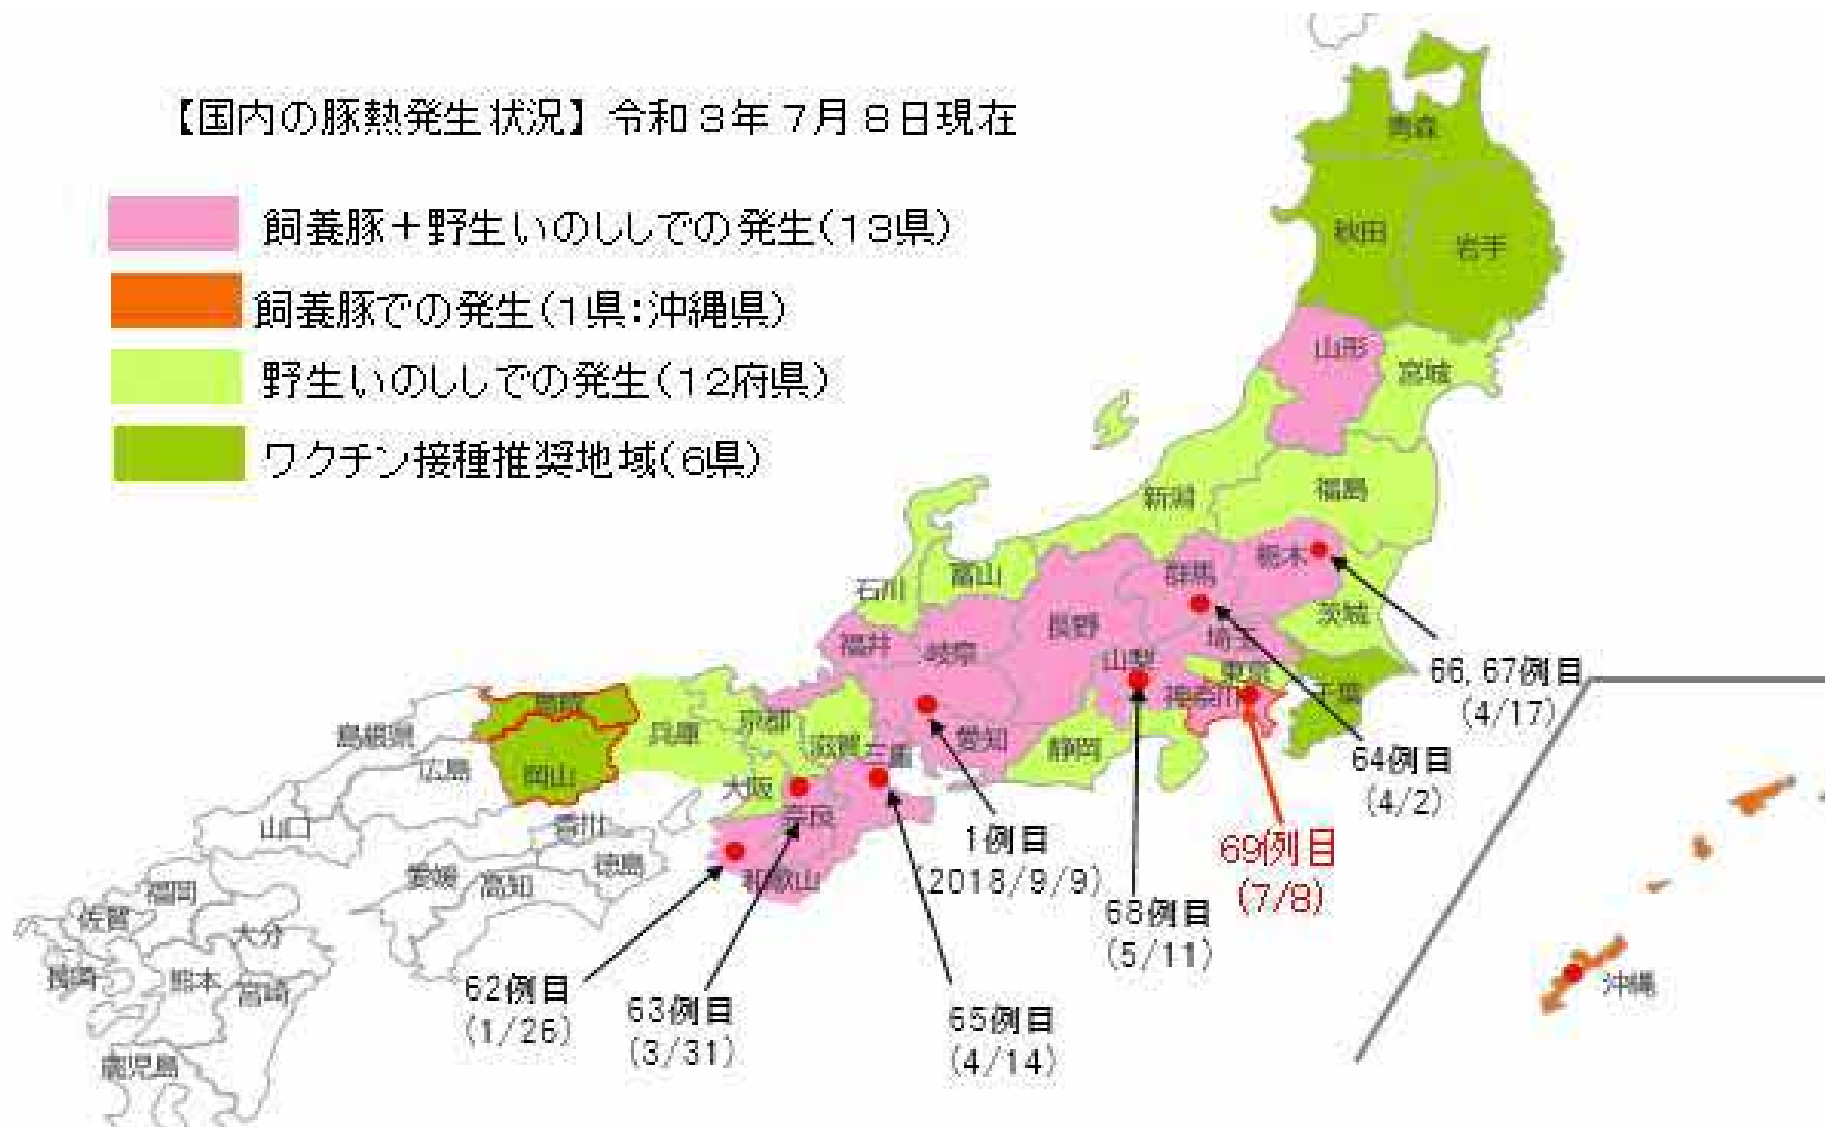 【国内の豚熱発生状況】令和３年７月８日現在
飼養豚＋野生いのししでの発生（１３県）
飼養豚での発生（１県：沖縄県）
野生いのししでの発生（１２府県）
ワクチン接種推奨地域（６県）
青森
秋田
岩手
山形
宮城
新潟
福島
石川
富山
群馬
栃木
茨城
福井
岐阜
長野
埼玉
山梨
東京
神奈川
千葉
鳥取
島根県
広島
岡山
兵庫
京都
滋賀
三重
愛知
静岡
大阪
奈良
和歌山
山口
香川
徳島
愛媛
高知
福岡
佐賀
大分
長崎
熊本
宮崎
鹿児島
沖縄
66, 67例目
(4/17)
64例目
(4/2)
69例目
(7/8)
1例目
(2018/9/9)
68例目
(5/11)
62例目
(1/26)
63例目
(3/31)
65例目
(4/14)